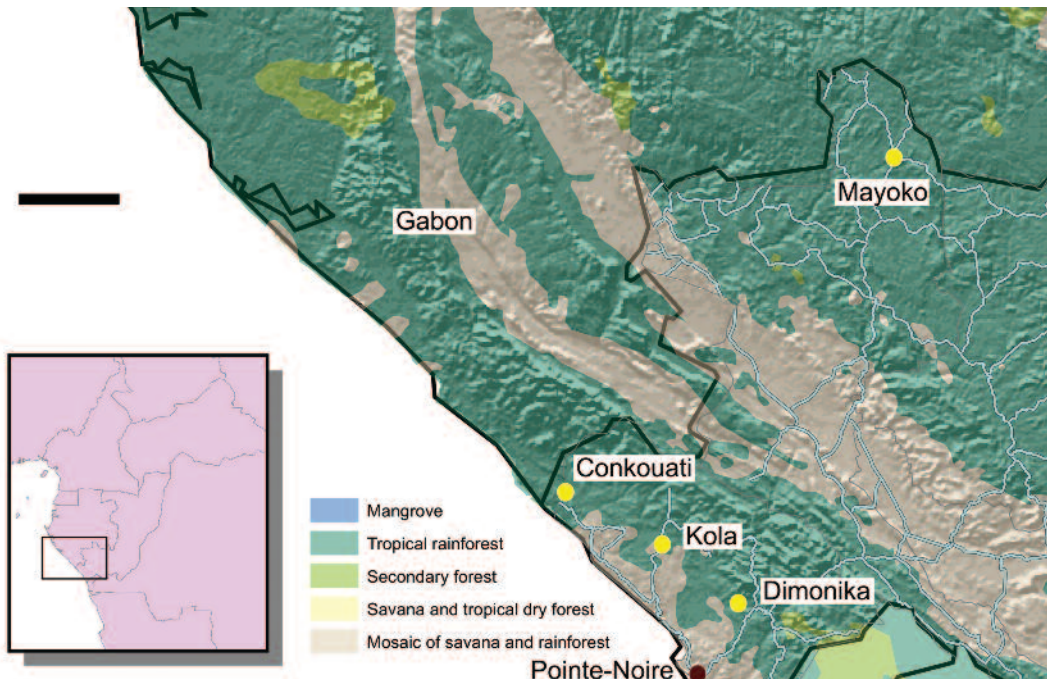 Mayoko
Gabon
Conkouati
Kola
Dimonika
Pointe-Noire
Mangrove
Tropical rainforest
Secondary forest
Savana and tropical dry forest
Mosaic of savana and rainforest